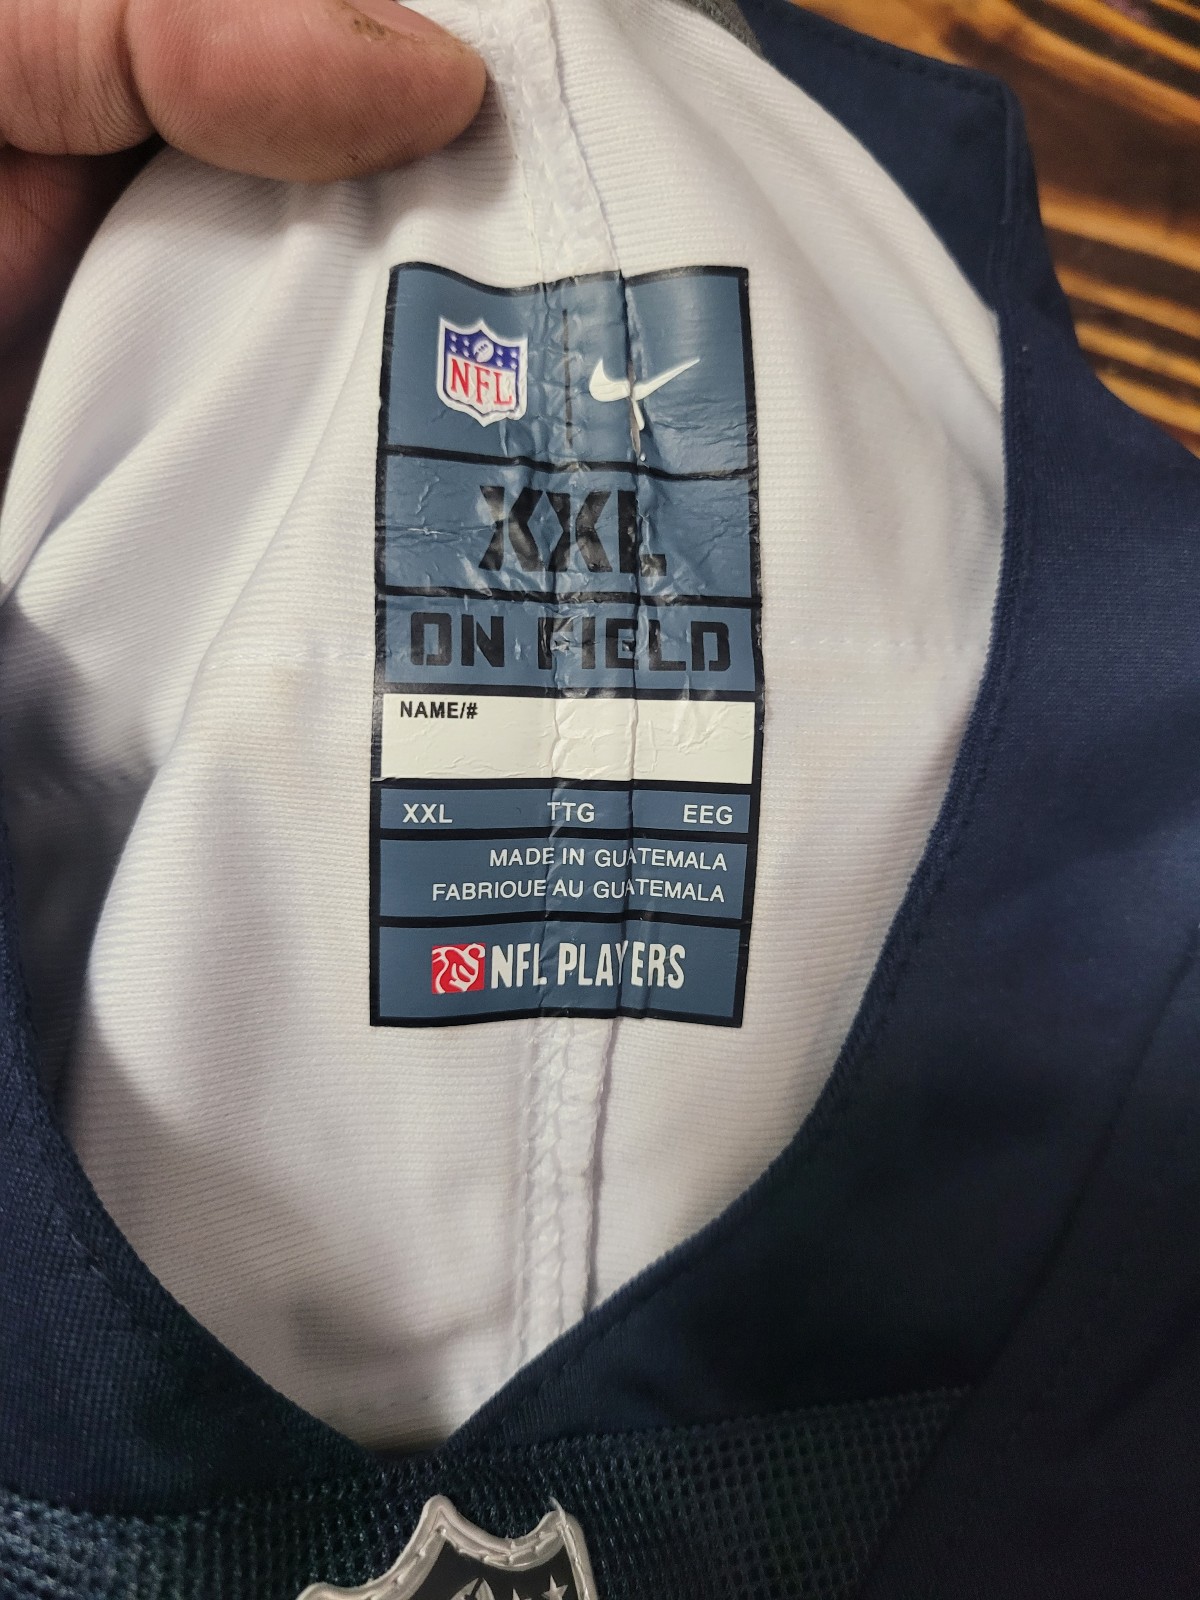 NFL
XXL
ON FIELD
NAME/#
XXL TTG EEG
MADE IN GUATEMALA
FABRIQUE AU GUATEMALA
NFL PLAYERS